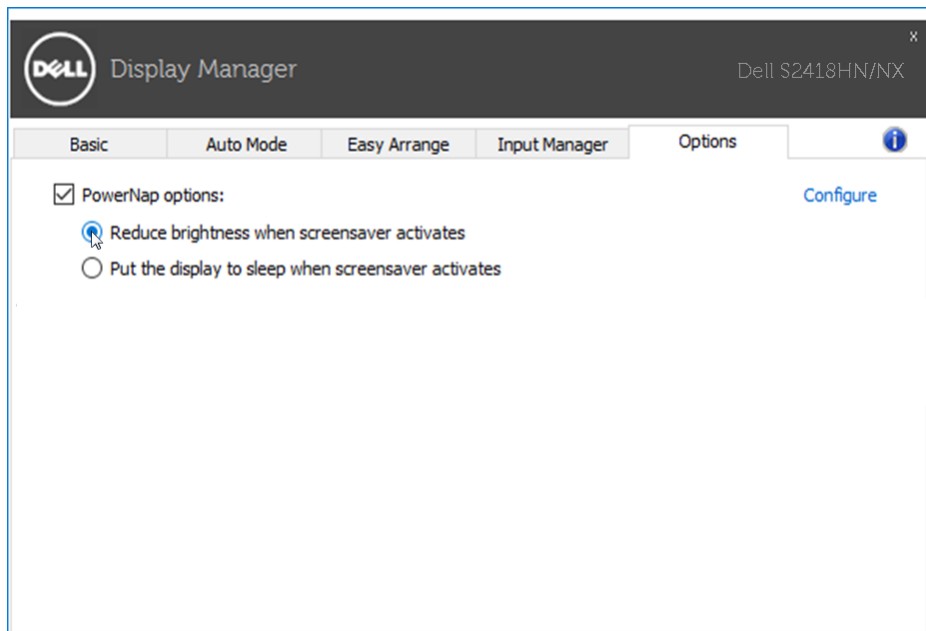 X
DELL Display Manager
Dell S2418HN/NX
Basic Auto Mode Easy Arrange Input Manager Options i
PowerNap options: Configure
Reduce brightness when screensaver activates
Put the display to sleep when screensaver activates